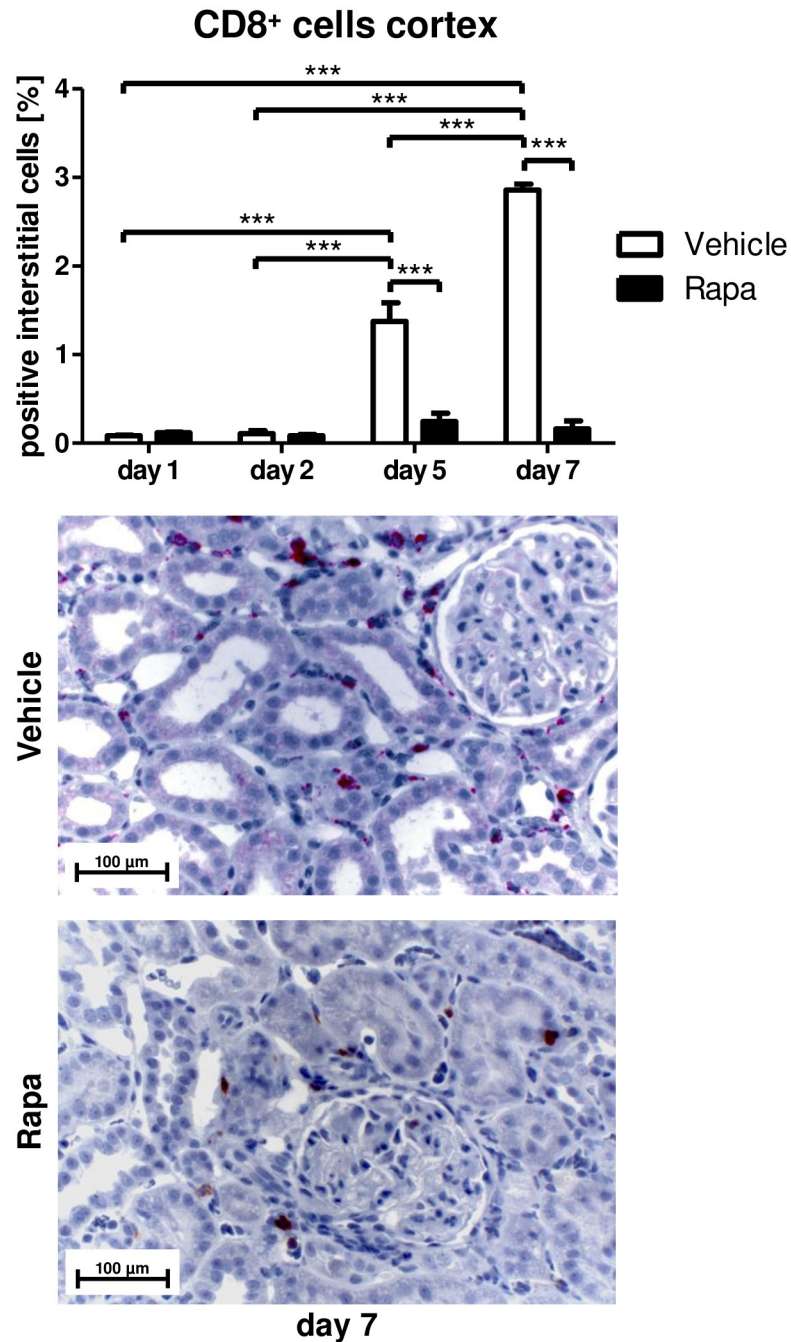 CD8⁺ cells cortex
positive interstitial cells [%]
4
3
2
1
0
***
***
***
***
***
***
***
day 1 day 2 day 5 day 7
Vehicle
Rapa
Vehicle
100 µm
Rapa
100 µm
day 7